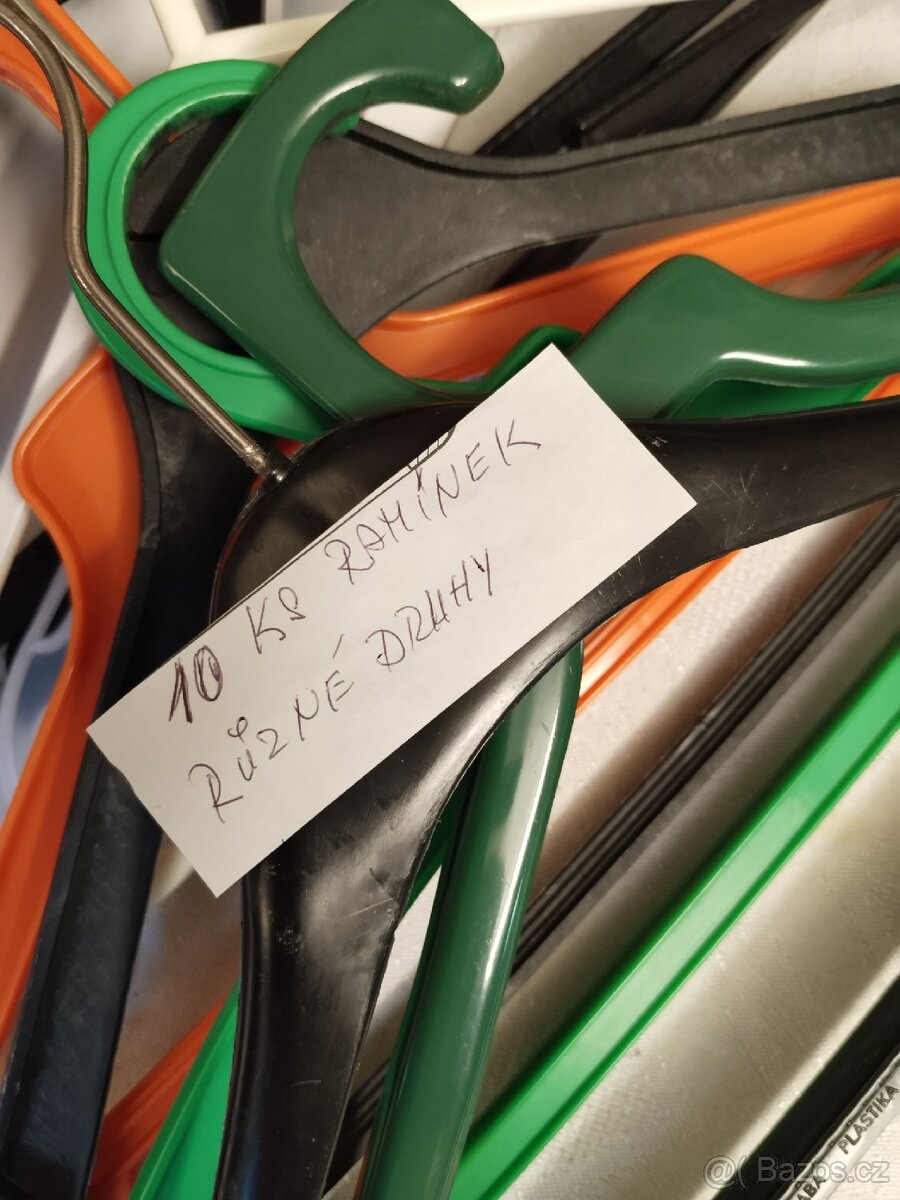 10 KS RAMÍNEK
RŮZNÉ DRUHY
PLASTIKA
@( Bazos.cz